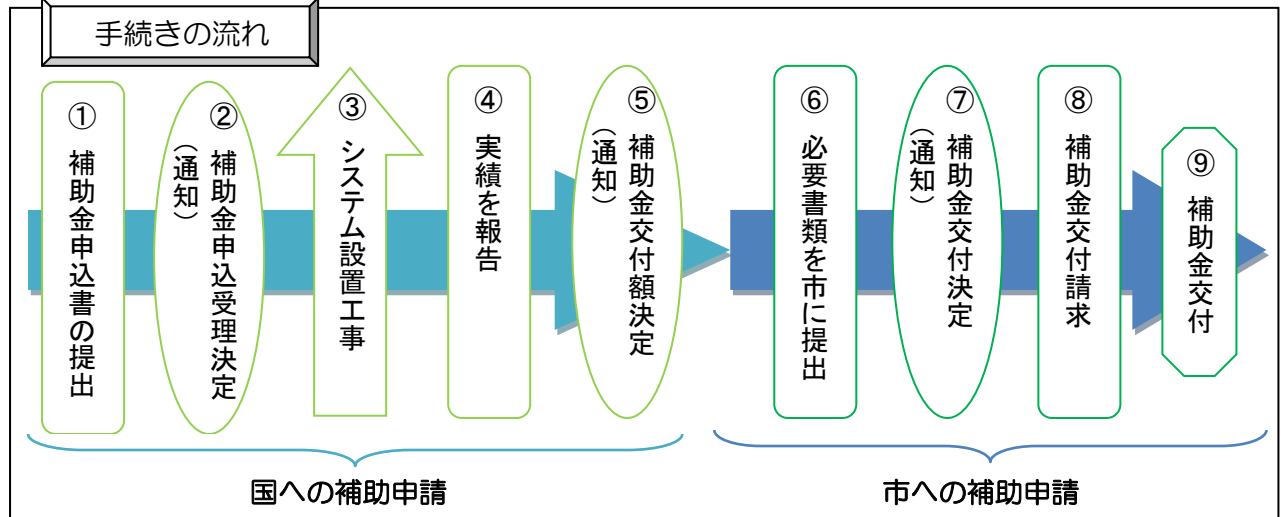 手続きの流れ
① 補助金申込書の提出
② 補助金申込受理決定
（通知）
③ システム設置工事
④ 実績を報告
⑤ 補助金交付額決定
（通知）
⑥ 必要書類を市に提出
⑦ 補助金交付決定
（通知）
⑧ 補助金交付請求
⑨ 補助金交付
国への補助申請
市への補助申請